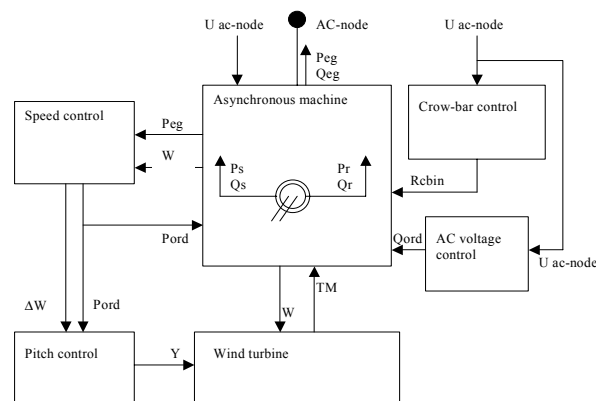 U ac-node
AC-node
U ac-node
Peg
Qeg
Asynchronous machine
Speed control
Crow-bar control
Peg
W
Ps
Qs
Pr
Qr
Rcbin
Pord
Qord
AC voltage
control
U ac-node
ΔW
Pord
W
TM
Pitch control
Y
Wind turbine